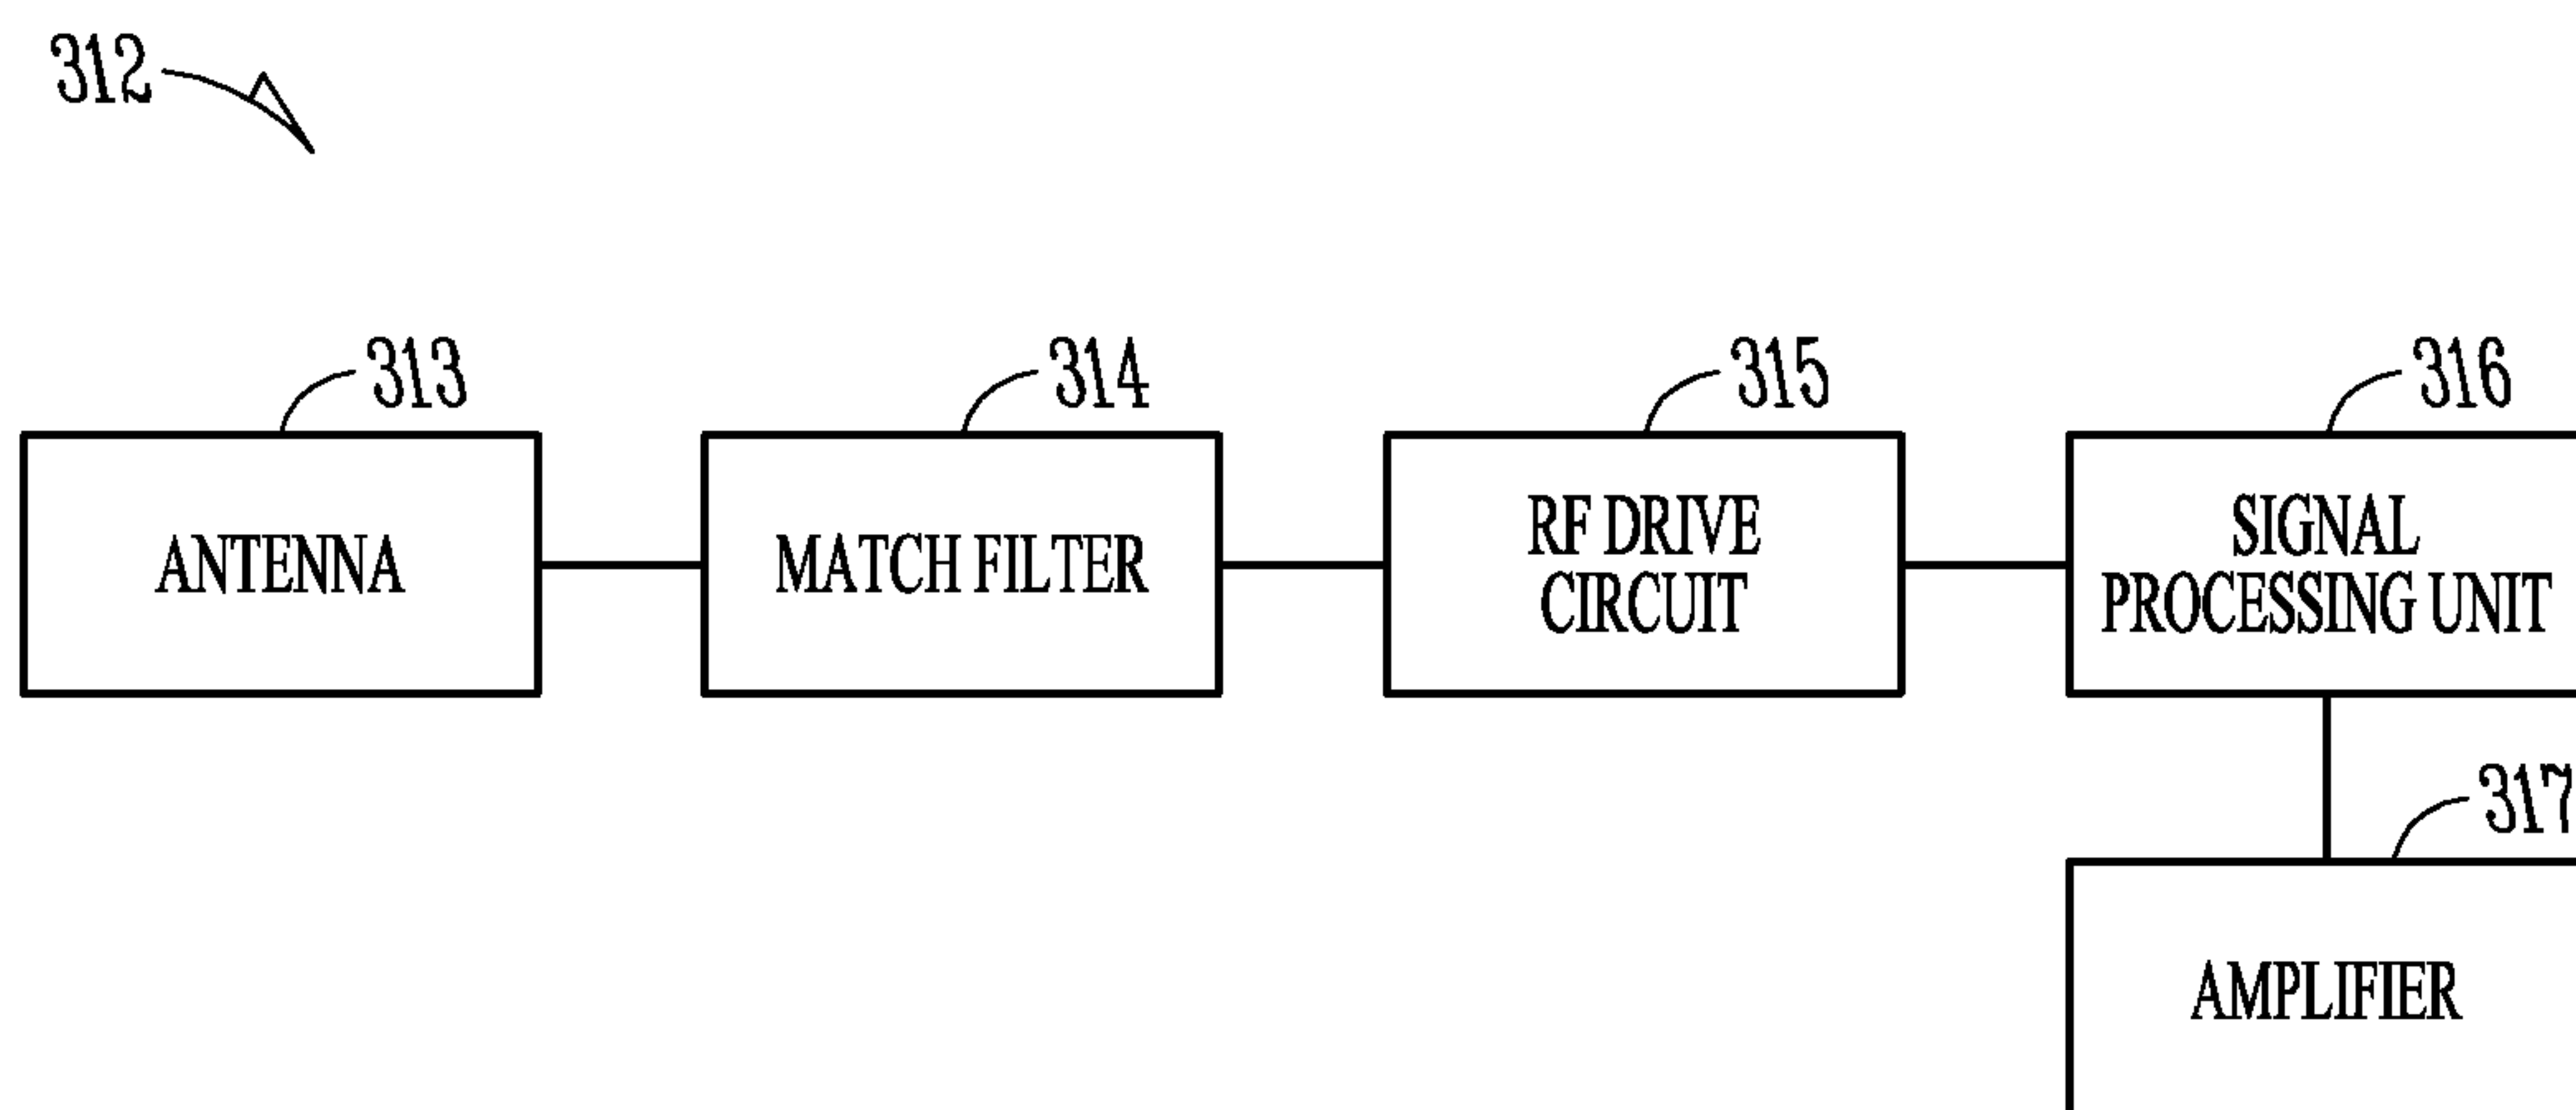 312
313
314
315
316
ANTENNA
MATCH FILTER
RF DRIVE
CIRCUIT
SIGNAL
PROCESSING UNIT
317
AMPLIFIER